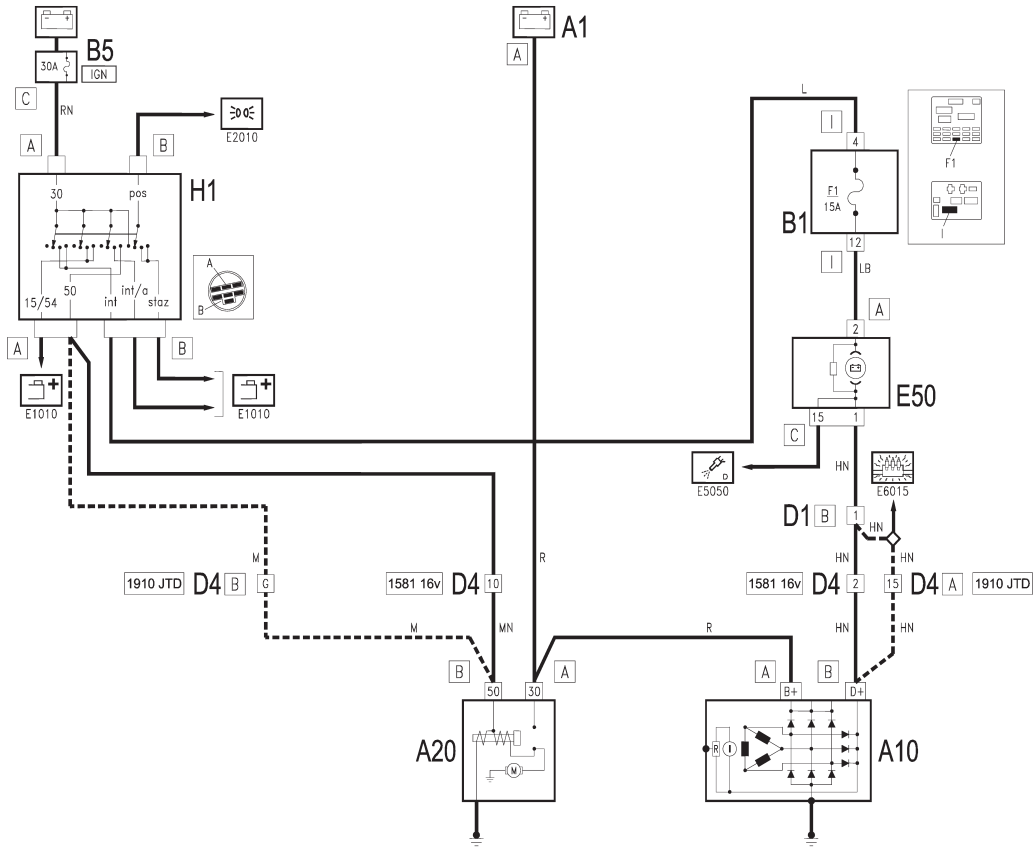 A1
A
B5
30A
IGN
C
RN
A
B
E2010
H1
30
pos
15/54
50
int
int/a
staz
A
B
A
B
E1010
E1010
L
I
4
F1
15A
B1
12
I
LB
F1
I
A
2
E50
15
1
C
HN
D
E5050
E6015
D1
B
1
HN
M
R
HN
HN
1910 JTD
D4
B
G
1581 16v
D4
10
1581 16v
D4
2
15
D4
A
1910 JTD
M
MN
R
HN
HN
B
50
30
A
A
B+
B
D+
A20
M
R
I
A10